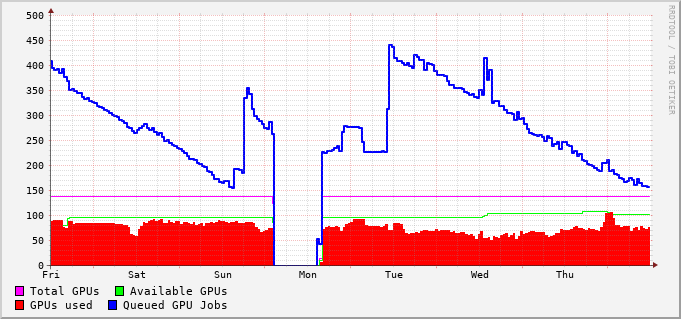 500
450
400
350
300
250
200
150
100
50
0
Fri Sat Sun Mon Tue Wed Thu
Total GPUs Available GPUs
GPUs used Queued GPU Jobs
RRDTOOL / TOBI OETIKER